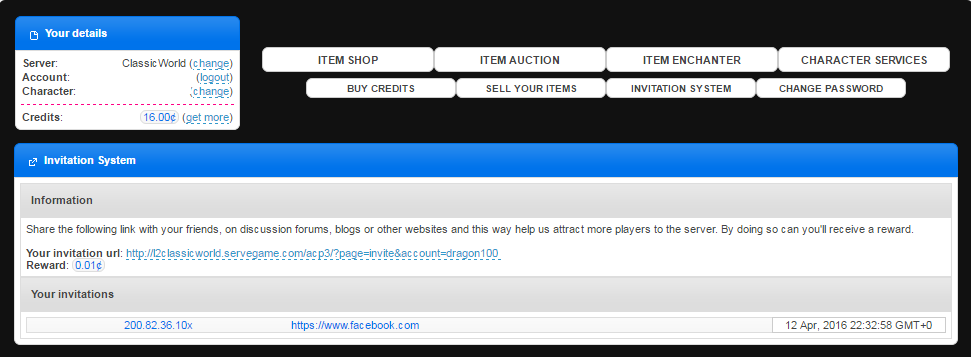 Your details
Server: ClassicWorld (change)
Account: (logout)
Character: (change)
Credits: 16.00¢ (get more)
ITEM SHOP ITEM AUCTION ITEM ENCHANTER CHARACTER SERVICES
BUY CREDITS SELL YOUR ITEMS INVITATION SYSTEM CHANGE PASSWORD
Invitation System
Information
Share the following link with your friends, on discussion forums, blogs or other websites and this way help us attract more players to the server. By doing so can you'll receive a reward.
Your invitation url: http://l2classicworld.servegame.com/acp3/?page=invite&account=dragon100
Reward: 0.01¢
Your invitations
200.82.36.10x https://www.facebook.com 12 Apr, 2016 22:32:58 GMT+0